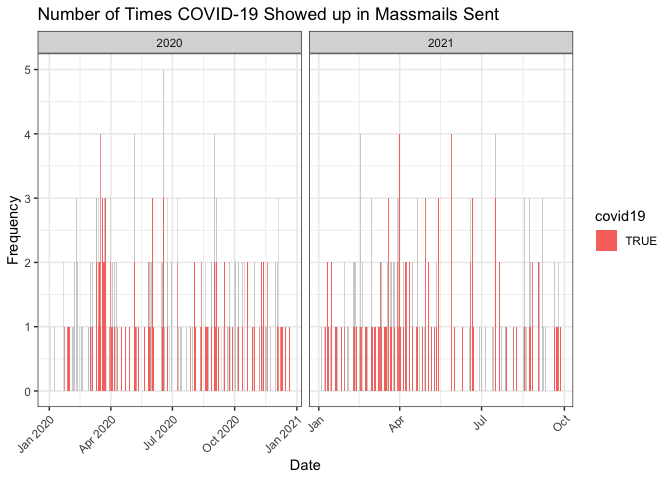 Number of Times COVID-19 Showed up in Massmails Sent
2020
2021
5
4
3
2
1
0
Frequency
Jan 2020
Apr 2020
Jul 2020
Oct 2020
Jan 2021
Jan
Apr
Jul
Oct
Date
covid19
TRUE